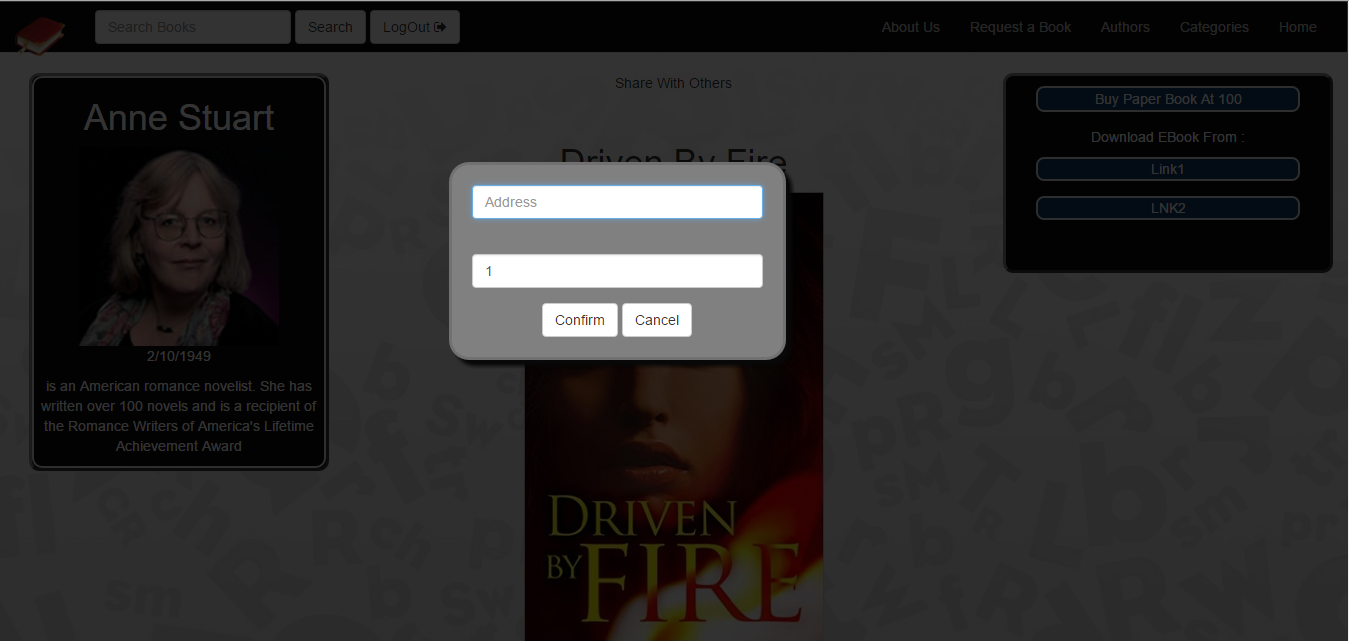 Search Books
Search
LogOut
About Us
Request a Book
Authors
Categories
Home
Anne Stuart
2/10/1949
is an American romance novelist. She has
written over 100 novels and is a recipient of
the Romance Writers of America's Lifetime
Achievement Award
Share With Others
Driven By Fire
Address
1
Confirm
Cancel
DRIVEN
BY FIRE
Buy Paper Book At 100
Download EBook From :
Link1
LNK2